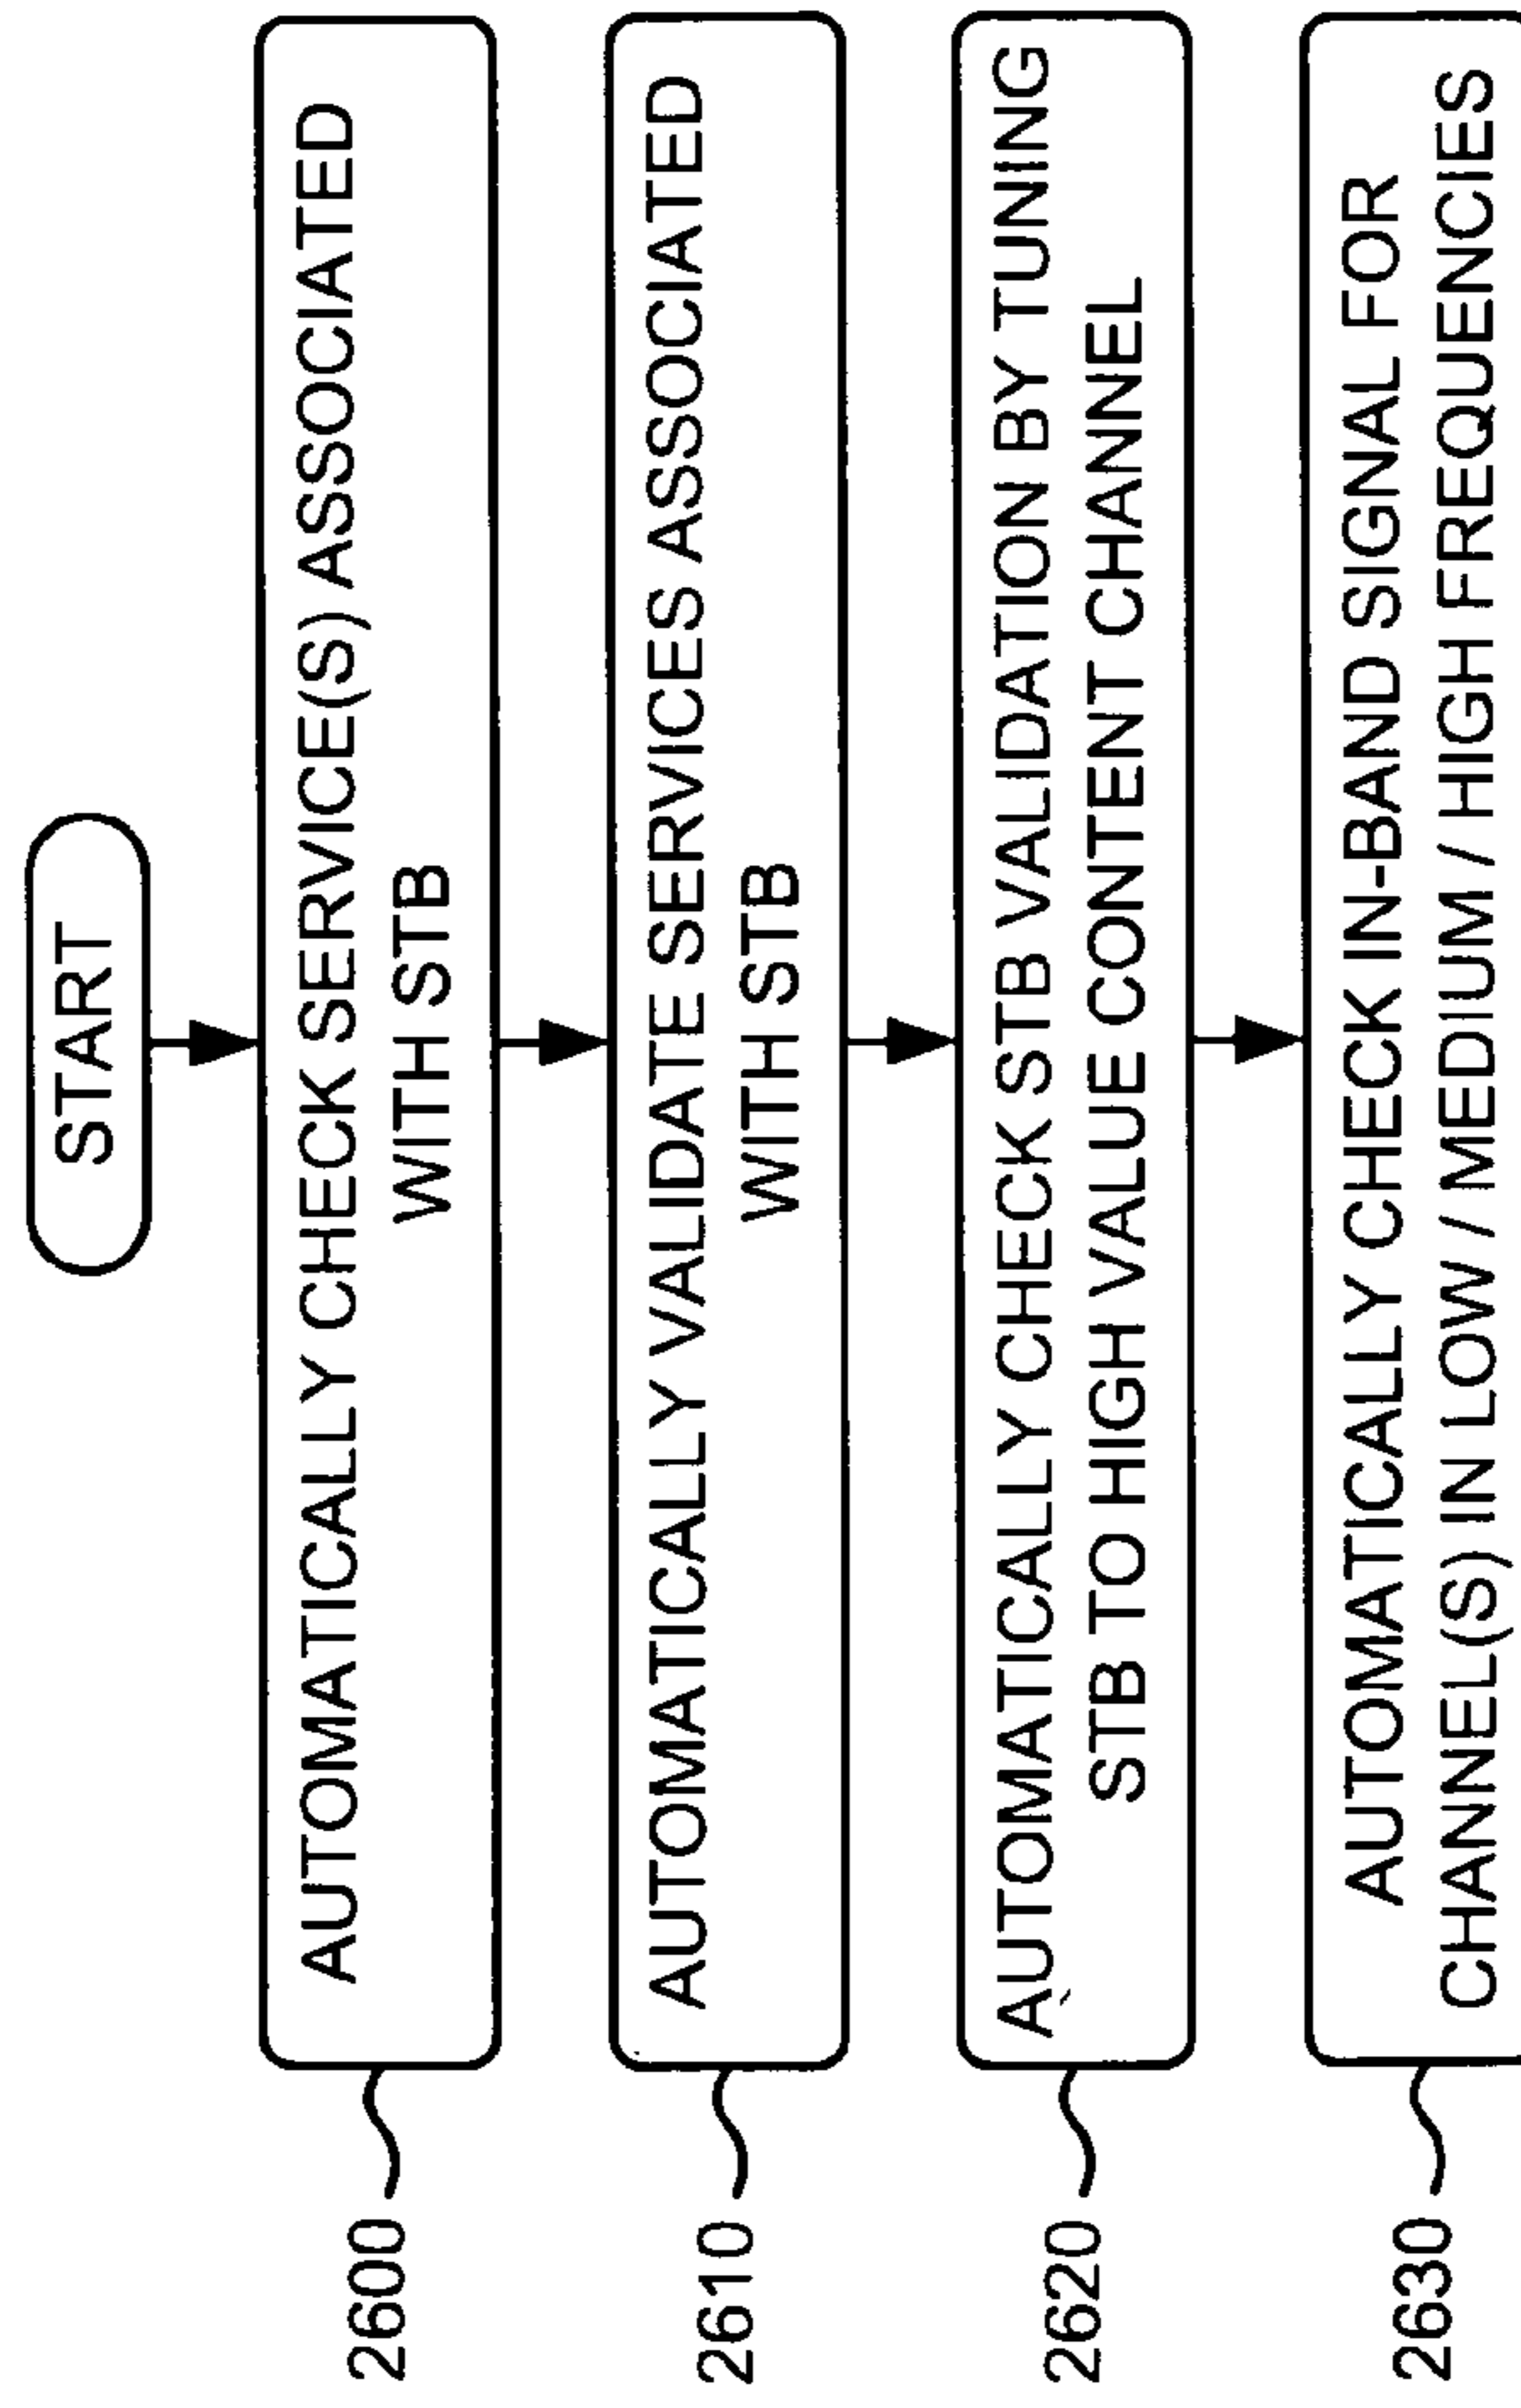 START
2600
AUTOMATICALLY CHECK SERVICE(S) ASSOCIATED
WITH STB
2610
AUTOMATICALLY VALIDATE SERVICES ASSOCIATED
WITH STB
2620
AUTOMATICALLY CHECK STB VALIDATION BY TUNING
STB TO HIGH VALUE CONTENT CHANNEL
2630
AUTOMATICALLY CHECK IN-BAND SIGNAL FOR
CHANNEL(S) IN LOW / MEDIUM / HIGH FREQUENCIES